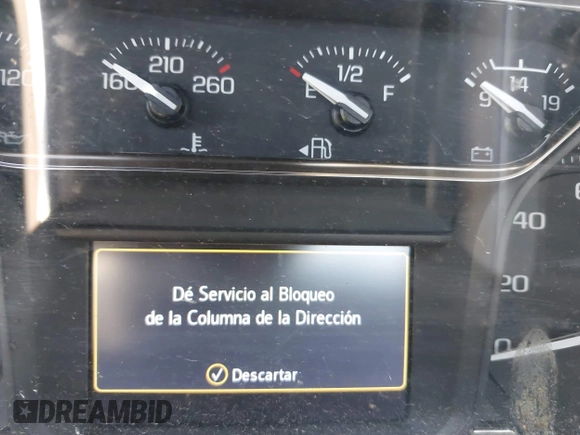 120
160 210 260
E 1/2 F
9 14 19
40
20
0
Dé Servicio al Bloqueo
de la Columna de la Dirección
Descartar
DREAMBID